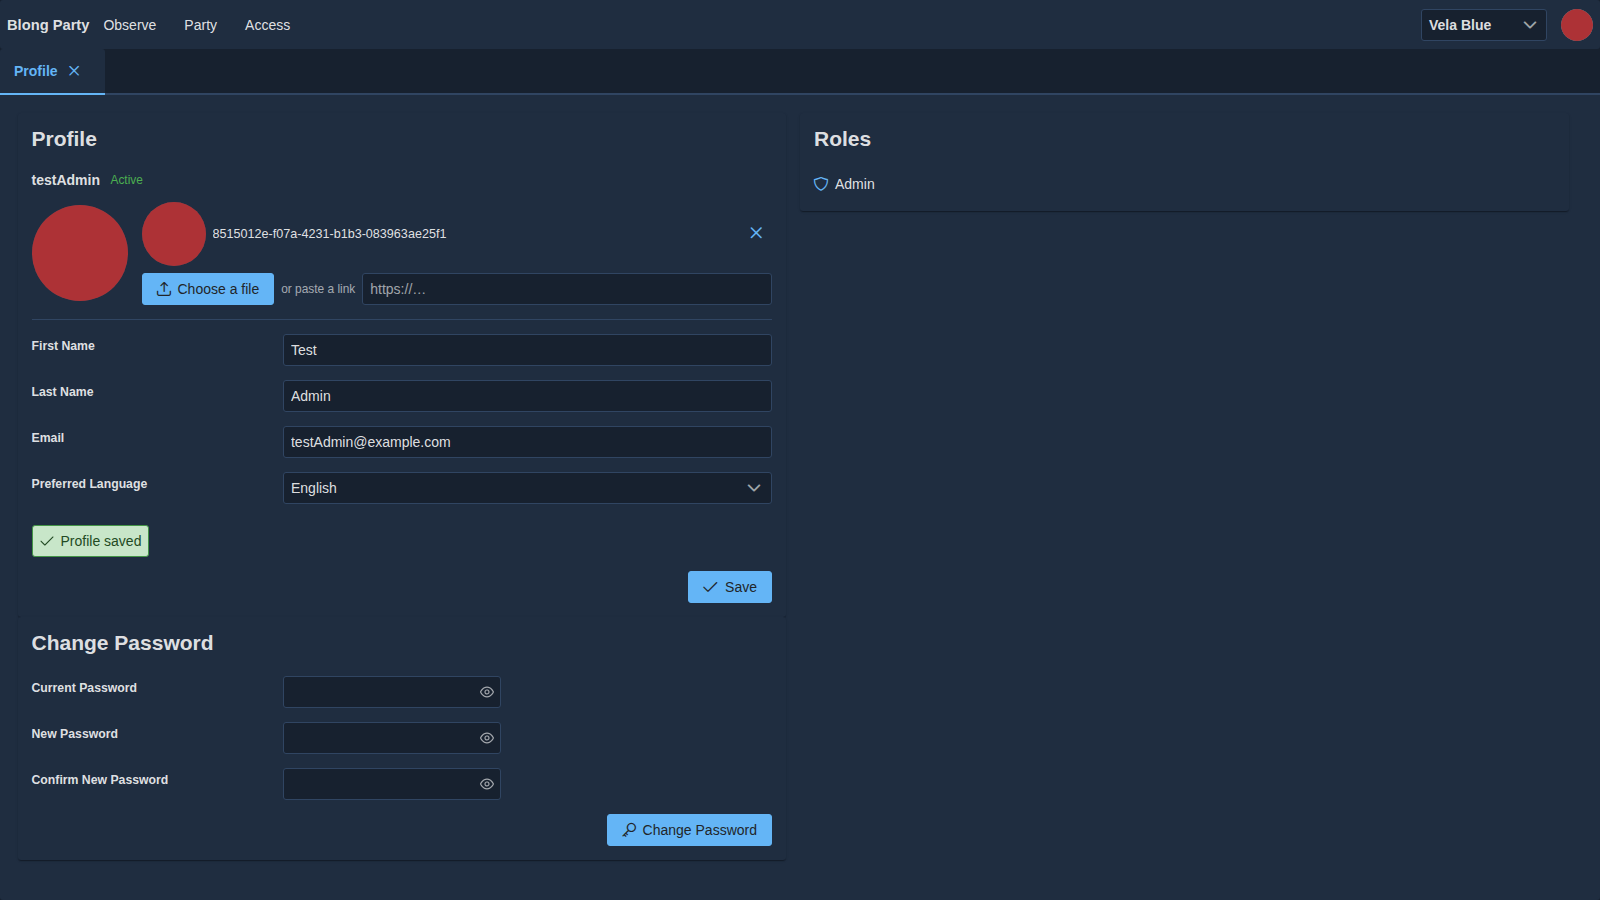 Blong Party Observe Party Access Vela Blue
Profile
Profile
testAdmin Active
8515012e-f07a-4231-b1b3-083963ae25f1
Choose a file or paste a link https://…
First Name Test
Last Name Admin
Email testAdmin@example.com
Preferred Language English
Profile saved
Save
Change Password
Current Password
New Password
Confirm New Password
Change Password
Roles
Admin